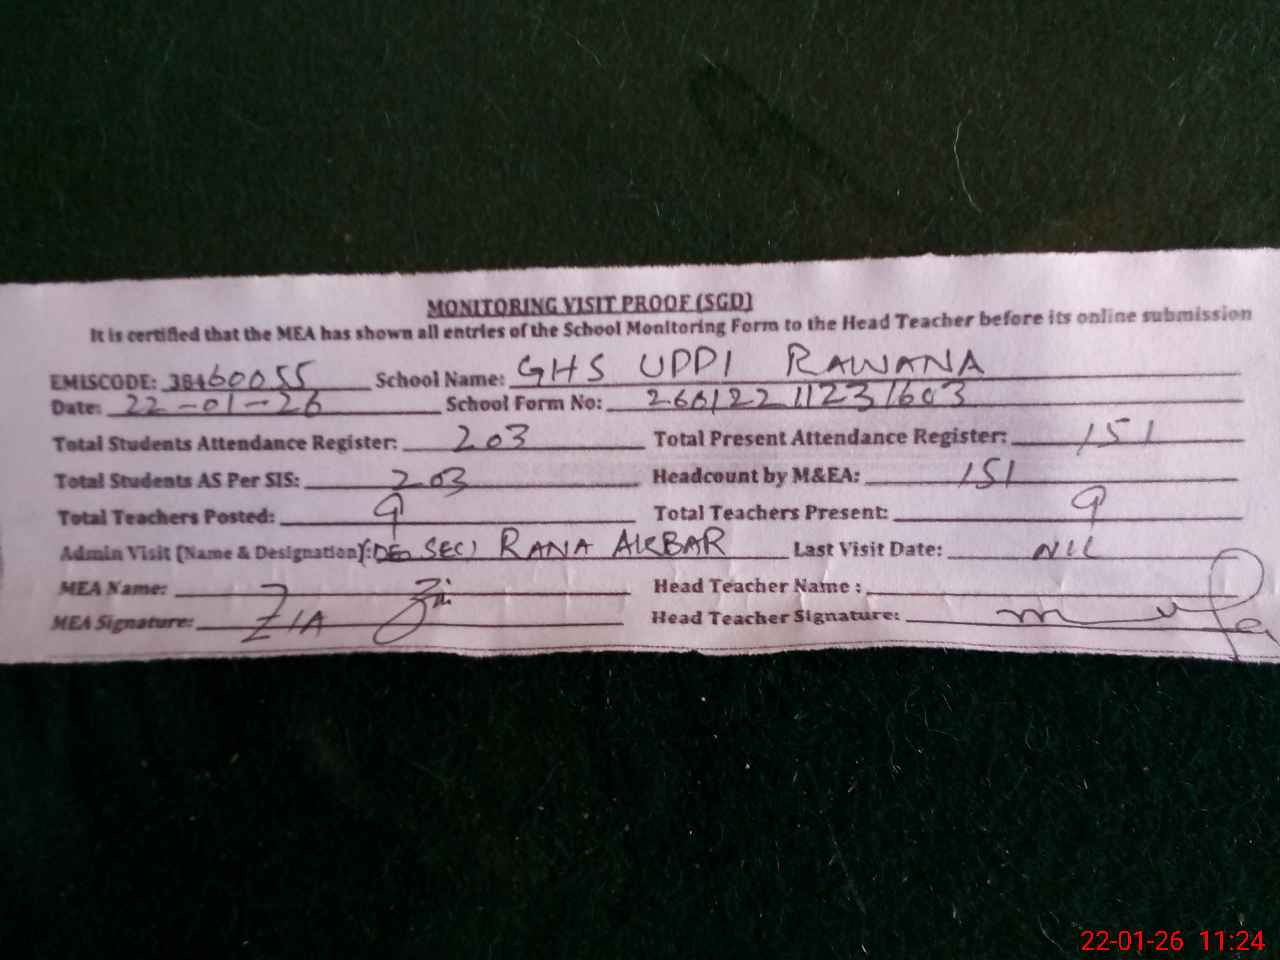 MONITORING VISIT PROOF (SGD)
It is certified that the MEA has shown all entries of the School Monitoring Form to the Head Teacher before its online submission
EMISCODE: 38460055 School Name: GHS UPPI RAWANA
Date: 22-01-26 School Form No: 26012211231603
Total Students Attendance Register: 203 Total Present Attendance Register: 151
Total Students AS Per SIS: 203 Headcount by M&EA: 151
Total Teachers Posted: 9 Total Teachers Present: 9
Admin Visit (Name & Designation): SEC) RANA AKBAR Last Visit Date: NIL
MEA Name: Head Teacher Name :
MEA Signature: ZIA Head Teacher Signature:
22-01-26 11:24